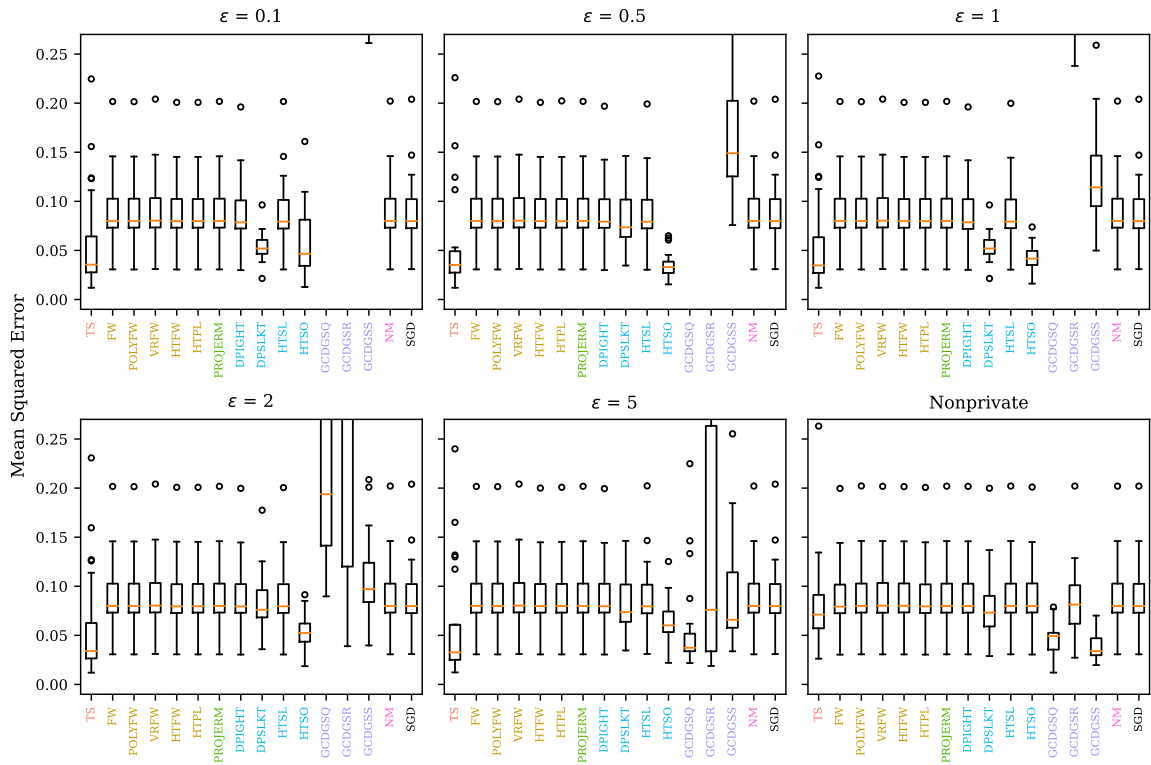 Mean Squared Error
ε = 0.1
0.25
0.20
0.15
0.10
0.05
0.00
TS
FW
POLYFW
VRFW
HTFW
HTPL
PROJERM
DPIGHT
DPSLKT
HTSL
HTSO
GCDGSQ
GCDGSR
GCDGSS
NM
SGD
ε = 0.5
TS
FW
POLYFW
VRFW
HTFW
HTPL
PROJERM
DPIGHT
DPSLKT
HTSL
HTSO
GCDGSQ
GCDGSR
GCDGSS
NM
SGD
ε = 1
TS
FW
POLYFW
VRFW
HTFW
HTPL
PROJERM
DPIGHT
DPSLKT
HTSL
HTSO
GCDGSQ
GCDGSR
GCDGSS
NM
SGD
ε = 2
0.25
0.20
0.15
0.10
0.05
0.00
TS
FW
POLYFW
VRFW
HTFW
HTPL
PROJERM
DPIGHT
DPSLKT
HTSL
HTSO
GCDGSQ
GCDGSR
GCDGSS
NM
SGD
ε = 5
TS
FW
POLYFW
VRFW
HTFW
HTPL
PROJERM
DPIGHT
DPSLKT
HTSL
HTSO
GCDGSQ
GCDGSR
GCDGSS
NM
SGD
Nonprivate
TS
FW
POLYFW
VRFW
HTFW
HTPL
PROJERM
DPIGHT
DPSLKT
HTSL
HTSO
GCDGSQ
GCDGSR
GCDGSS
NM
SGD